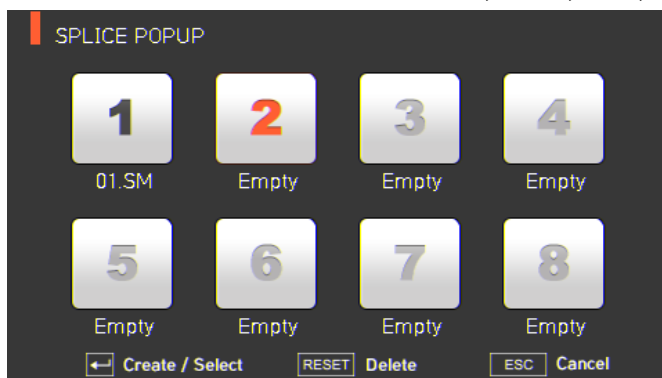 SPLICE POPUP
1 2 3 4
01.SM Empty Empty Empty
5 6 7 8
Empty Empty Empty Empty
Create / Select RESET Delete ESC Cancel